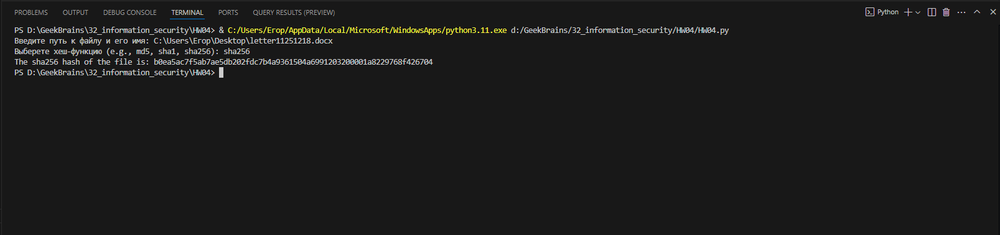 PROBLEMS OUTPUT DEBUG CONSOLE TERMINAL PORTS QUERY RESULTS (PREVIEW) Python
PS D:\GeekBrains\32_information_security\HW04> & C:/Users/Егор/AppData/Local/Microsoft/WindowsApps/python3.11.exe d:/GeekBrains/32_information_security/HW04/HW04.py
Введите путь к файлу и его имя: C:\Users\Егор\Desktop\letter11251218.docx
Выберете хеш-функцию (e.g., md5, sha1, sha256): sha256
The sha256 hash of the file is: b0ea5ac7f5ab7ae5db202fdc7b4a9361504a6991203200001a8229768f426704
PS D:\GeekBrains\32_information_security\HW04>